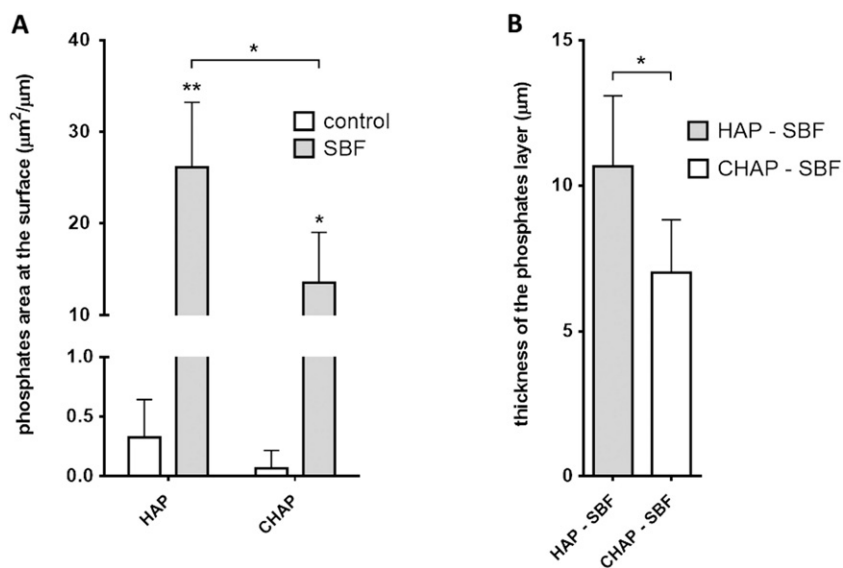 A
phosphates area at the surface (µm²/µm)
40
30
20
10
1.0
0.5
0.0
*
**
*
control
SBF
HAP
CHAP
B
thickness of the phosphates layer (µm)
15
10
5
0
*
HAP - SBF
CHAP - SBF
HAP - SBF
CHAP - SBF